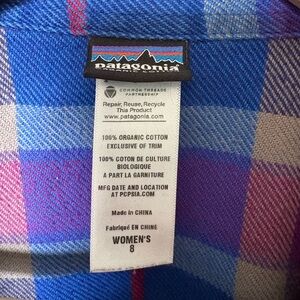 patagonia
ORGANIC COTTON
COMMON THREADS
PARTNERSHIP
Repair, Reuse, Recycle
This Product
www.patagonia.com
100% ORGANIC COTTON
EXCLUSIVE OF TRIM
100% COTON DE CULTURE
BIOLOGIQUE
A PART LA GARNITURE
MFG DATE AND LOCATION
AT PCPSIA.COM
Made in CHINA
Fabriqué EN CHINE
WOMEN'S
8